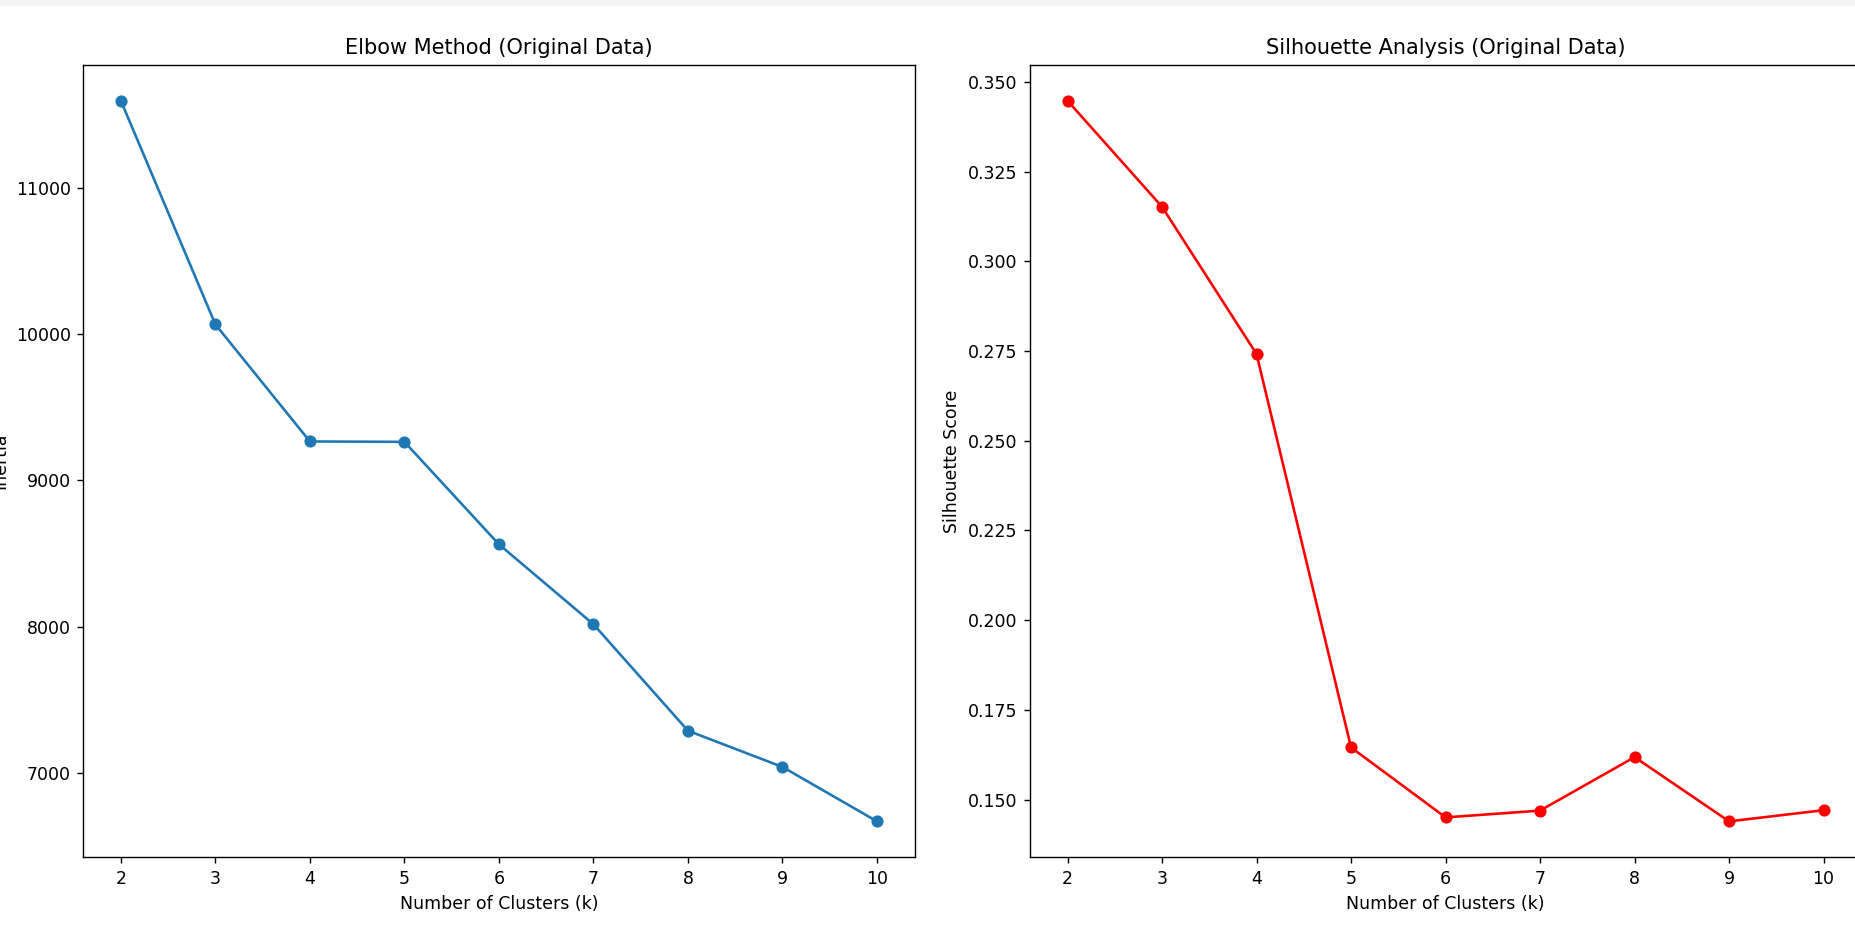 Elbow Method (Original Data)
11000
10000
9000
8000
7000
2 3 4 5 6 7 8 9 10
Number of Clusters (k)
Silhouette Analysis (Original Data)
Silhouette Score
0.350
0.325
0.300
0.275
0.250
0.225
0.200
0.175
0.150
2 3 4 5 6 7 8 9 10
Number of Clusters (k)